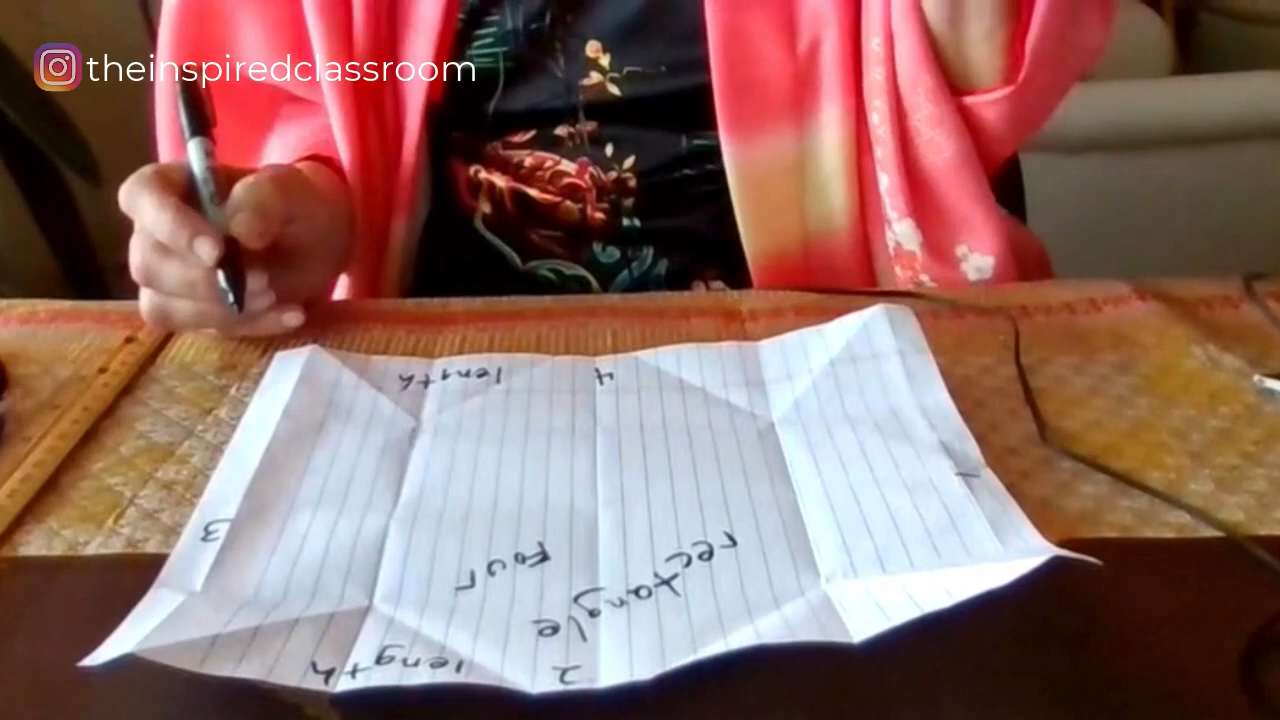 theinspiredclassroom
4
length
1
3
Four
rectangle
2
length